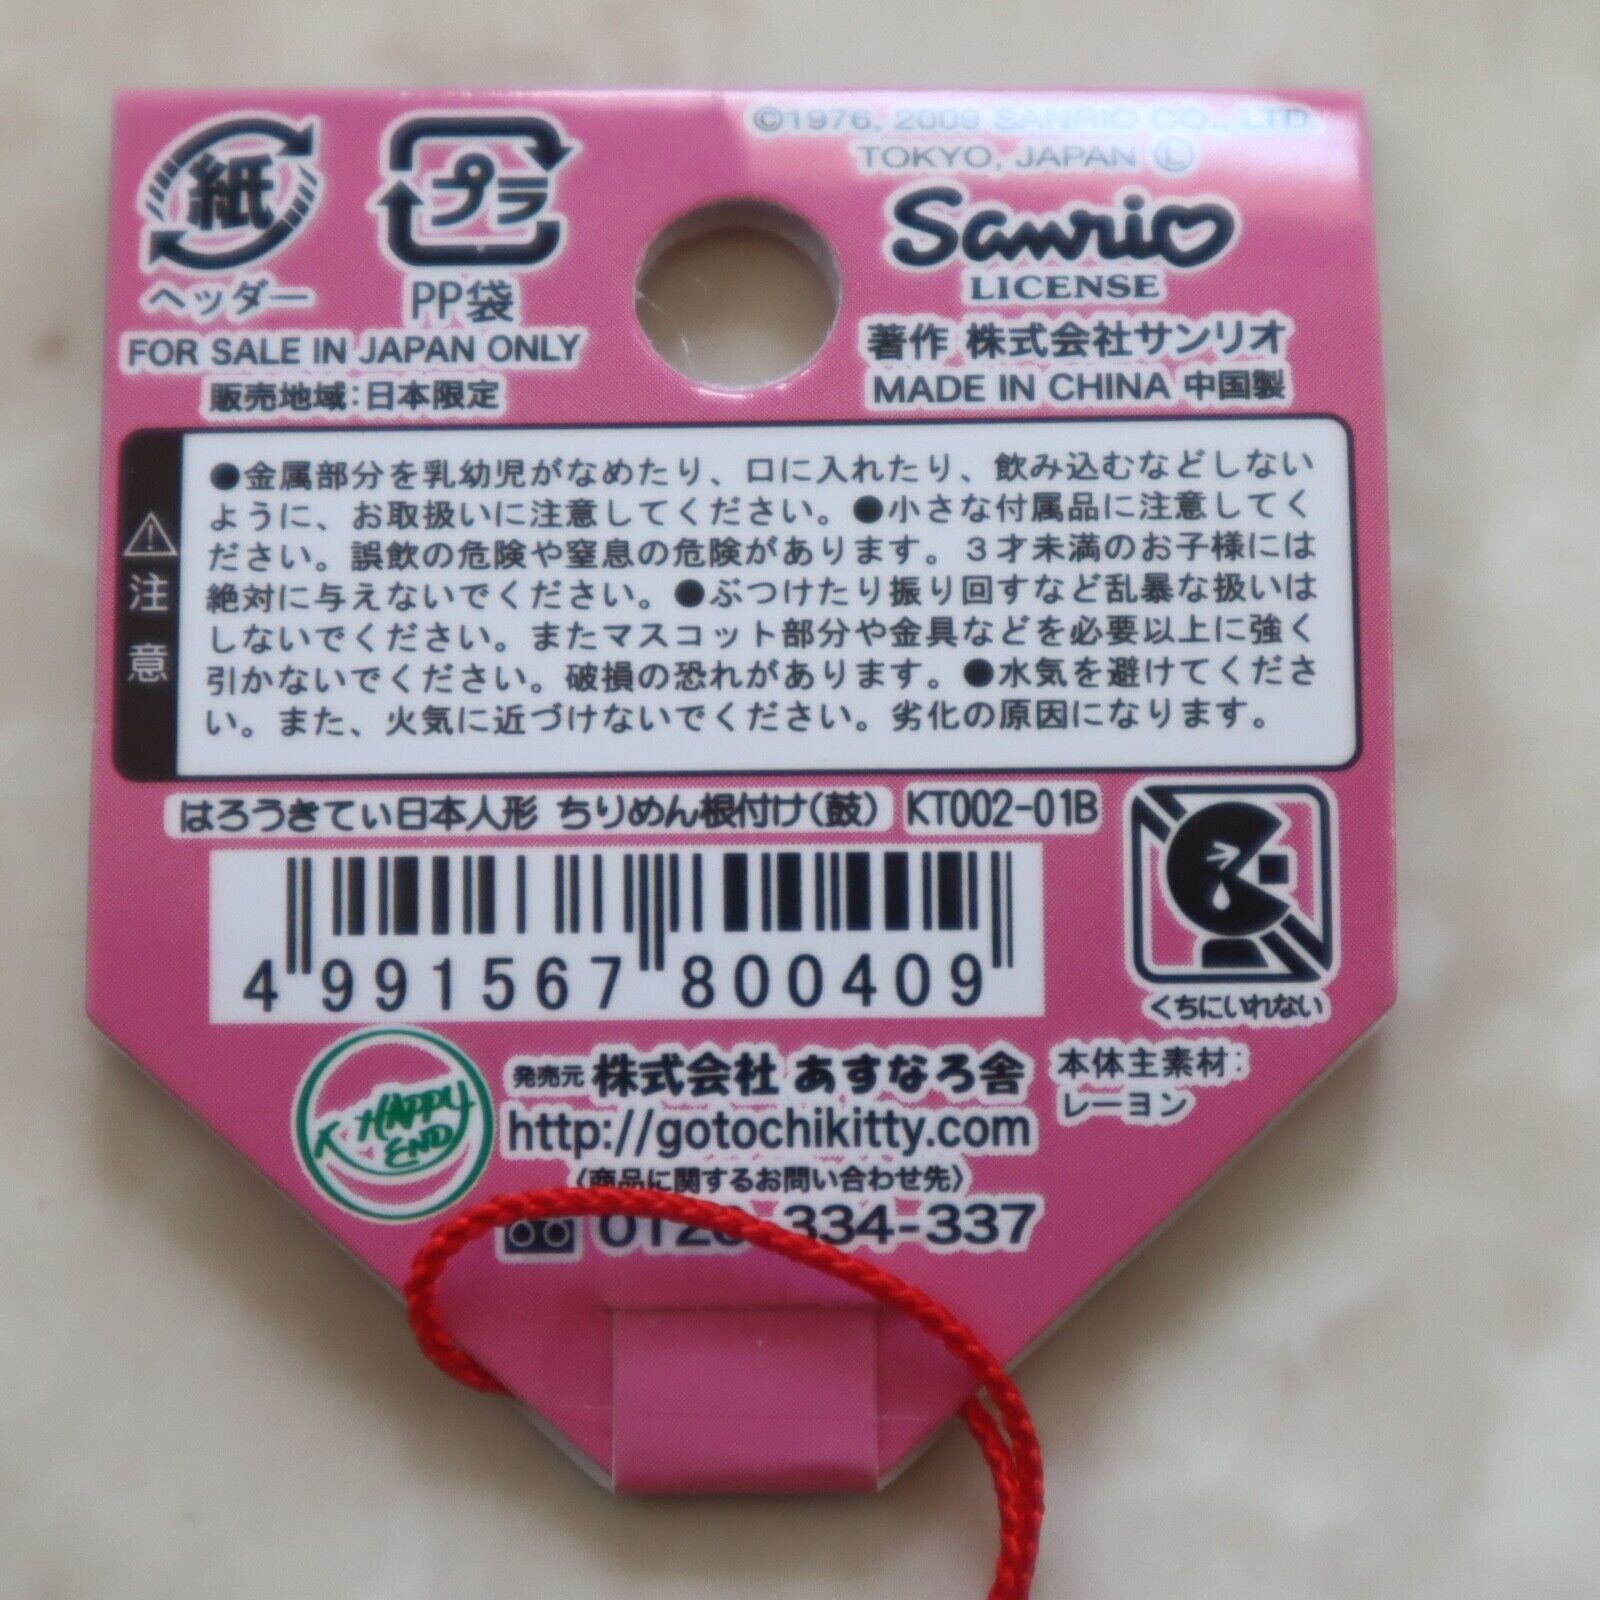 ©1976, 2009 SANRIO CO., LTD.
TOKYO, JAPAN Ⓛ
紙
プラ
Sanrio
LICENSE
ヘッダー
PP袋
FOR SALE IN JAPAN ONLY
販売地域:日本限定
著作 株式会社サンリオ
MADE IN CHINA 中国製
注意
●金属部分を乳幼児がなめたり、口に入れたり、飲み込むなどしない
ように、お取扱いに注意してください。●小さな付属品に注意してく
ださい。誤飲の危険や窒息の危険があります。3才未満のお子様には
絶対に与えないでください。●ぶつけたり振り回すなど乱暴な扱いは
しないでください。またマスコット部分や金具などを必要以上に強く
引かないでください。破損の恐れがあります。●水気を避けてくださ
い。また、火気に近づけないでください。劣化の原因になります。
はろうきてぃ日本人形 ちりめん根付け(鼓) KT002-01B
4 991567 800409
くちにいれない
HAPPY
END
発売元 株式会社 あすなろ舎
http://gotochikitty.com
〈商品に関するお問い合わせ先〉
334-337
本体主素材:
レーヨン